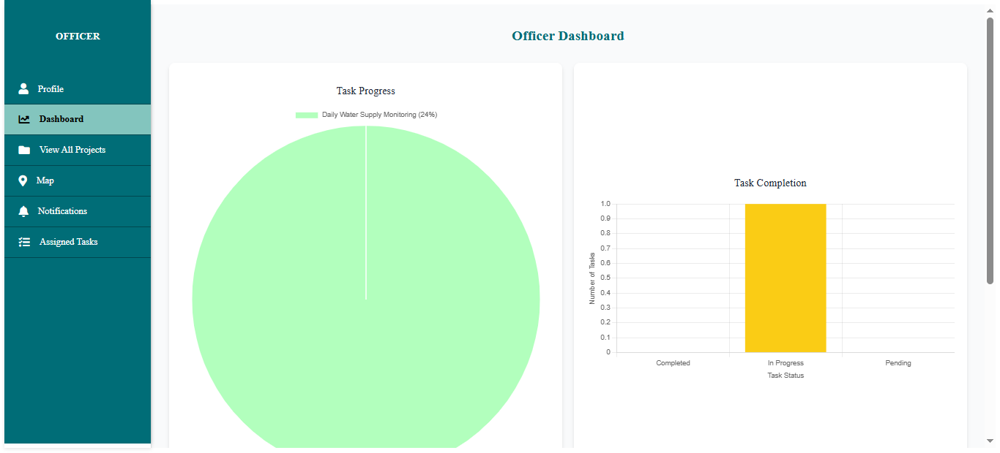 OFFICER
Profile
Dashboard
View All Projects
Map
Notifications
Assigned Tasks
Officer Dashboard
Task Progress
Daily Water Supply Monitoring (24%)
Task Completion
1.0
0.9
0.8
0.7
0.6
0.5
0.4
0.3
0.2
0.1
0
Number of Tasks
Completed
In Progress
Pending
Task Status